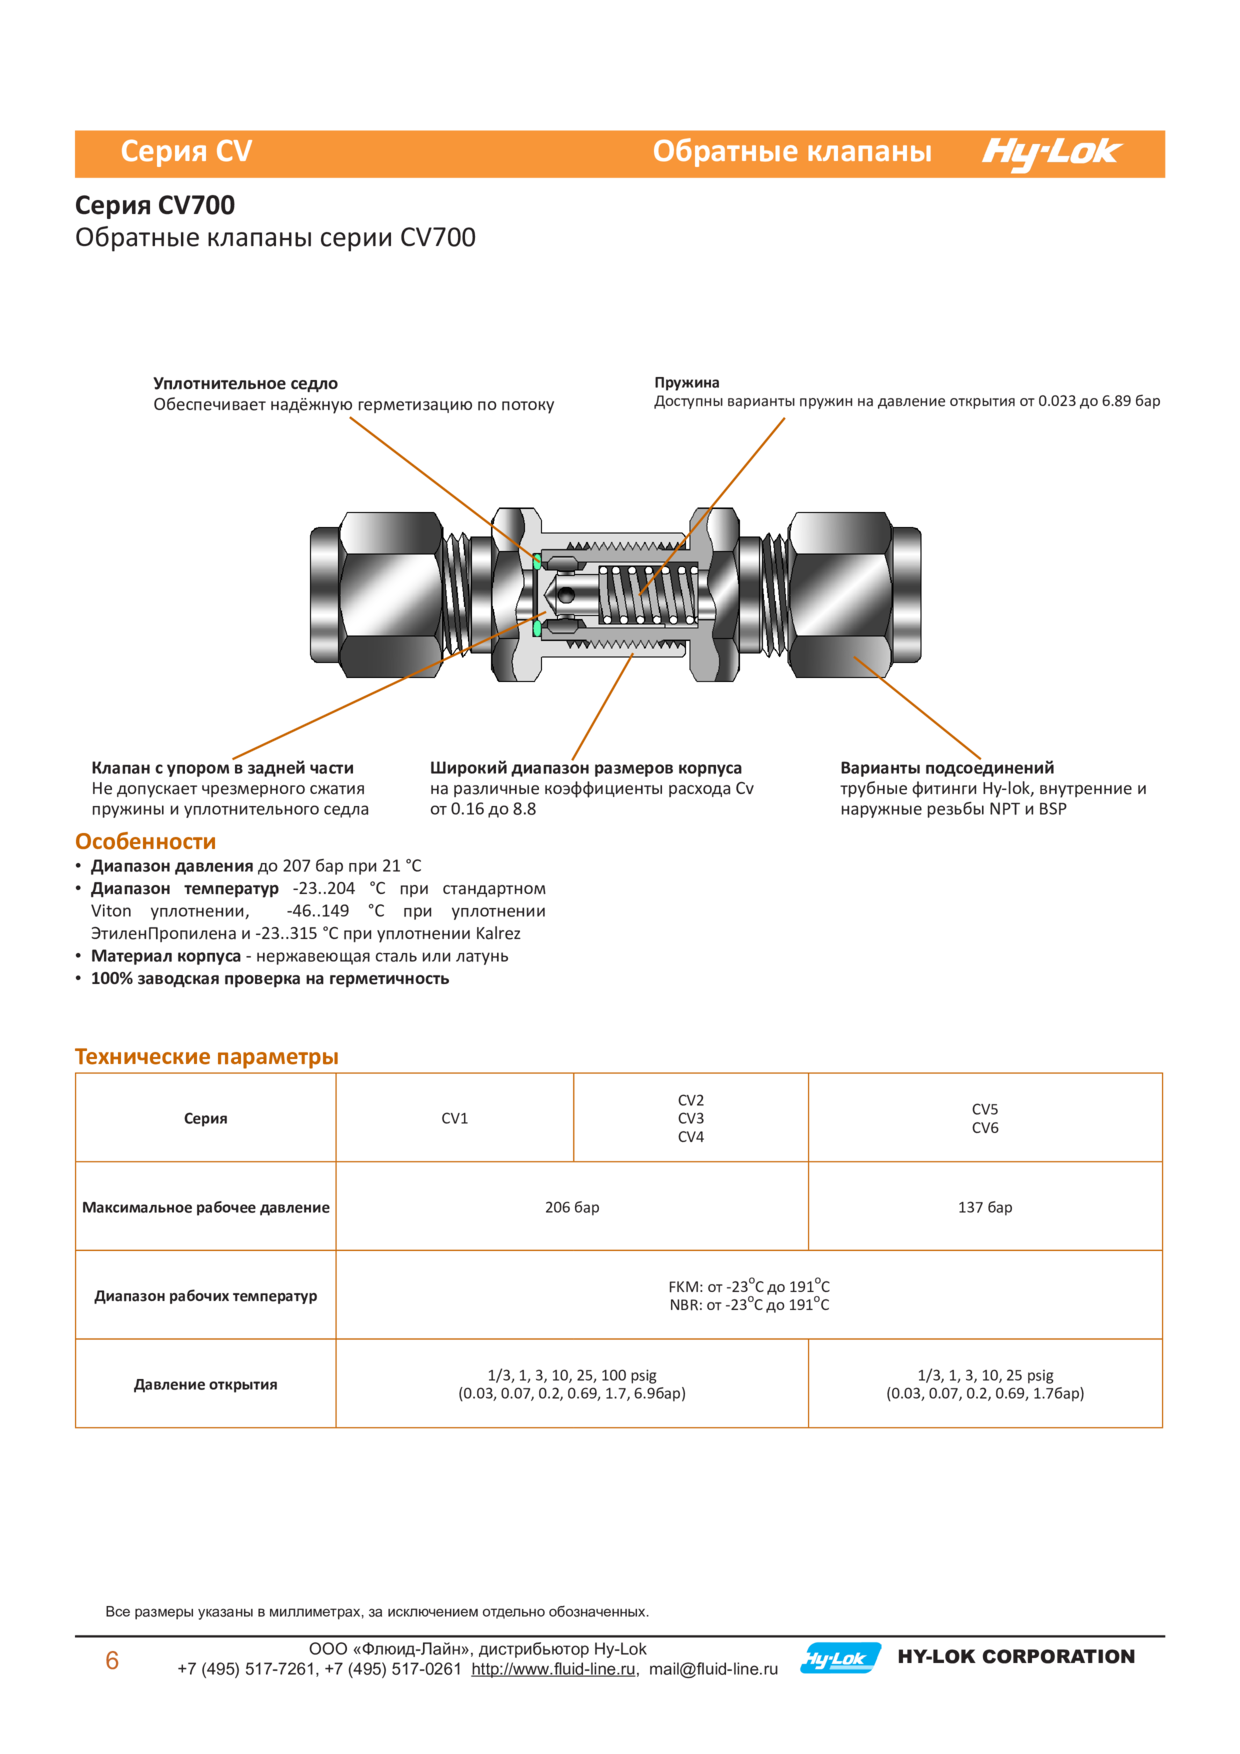 Серия CV Обратные клапаны Hy-Lok
Серия CV700
Обратные клапаны серии CV700
Уплотнительное седло
Обеспечивает надёжную герметизацию по потоку
Пружина
Доступны варианты пружин на давление открытия от 0.023 до 6.89 бар
Клапан с упором в задней части
Не допускает чрезмерного сжатия
пружины и уплотнительного седла
Широкий диапазон размеров корпуса
на различные коэффициенты расхода Cv
от 0.16 до 8.8
Варианты подсоединений
трубные фитинги Hy-lok, внутренние и
наружные резьбы NPT и BSP
Особенности
• Диапазон давления до 207 бар при 21 °C
• Диапазон температур -23..204 °C при стандартном
Viton уплотнении, -46..149 °C при уплотнении
ЭтиленПропилена и -23..315 °C при уплотнении Kalrez
• Материал корпуса - нержавеющая сталь или латунь
• 100% заводская проверка на герметичность
Технические параметры
Серия
CV1
CV2
CV3
CV4
CV5
CV6
Максимальное рабочее давление
206 бар
137 бар
Диапазон рабочих температур
FKM: от -23°C до 191°C
NBR: от -23°C до 191°C
Давление открытия
1/3, 1, 3, 10, 25, 100 psig
(0.03, 0.07, 0.2, 0.69, 1.7, 6.9бар)
1/3, 1, 3, 10, 25 psig
(0.03, 0.07, 0.2, 0.69, 1.7бар)
Все размеры указаны в миллиметрах, за исключением отдельно обозначенных.
6
ООО «Флюид-Лайн», дистрибьютор Hy-Lok
+7 (495) 517-7261, +7 (495) 517-0261 http://www.fluid-line.ru, mail@fluid-line.ru
Hy-Lok
HY-LOK CORPORATION